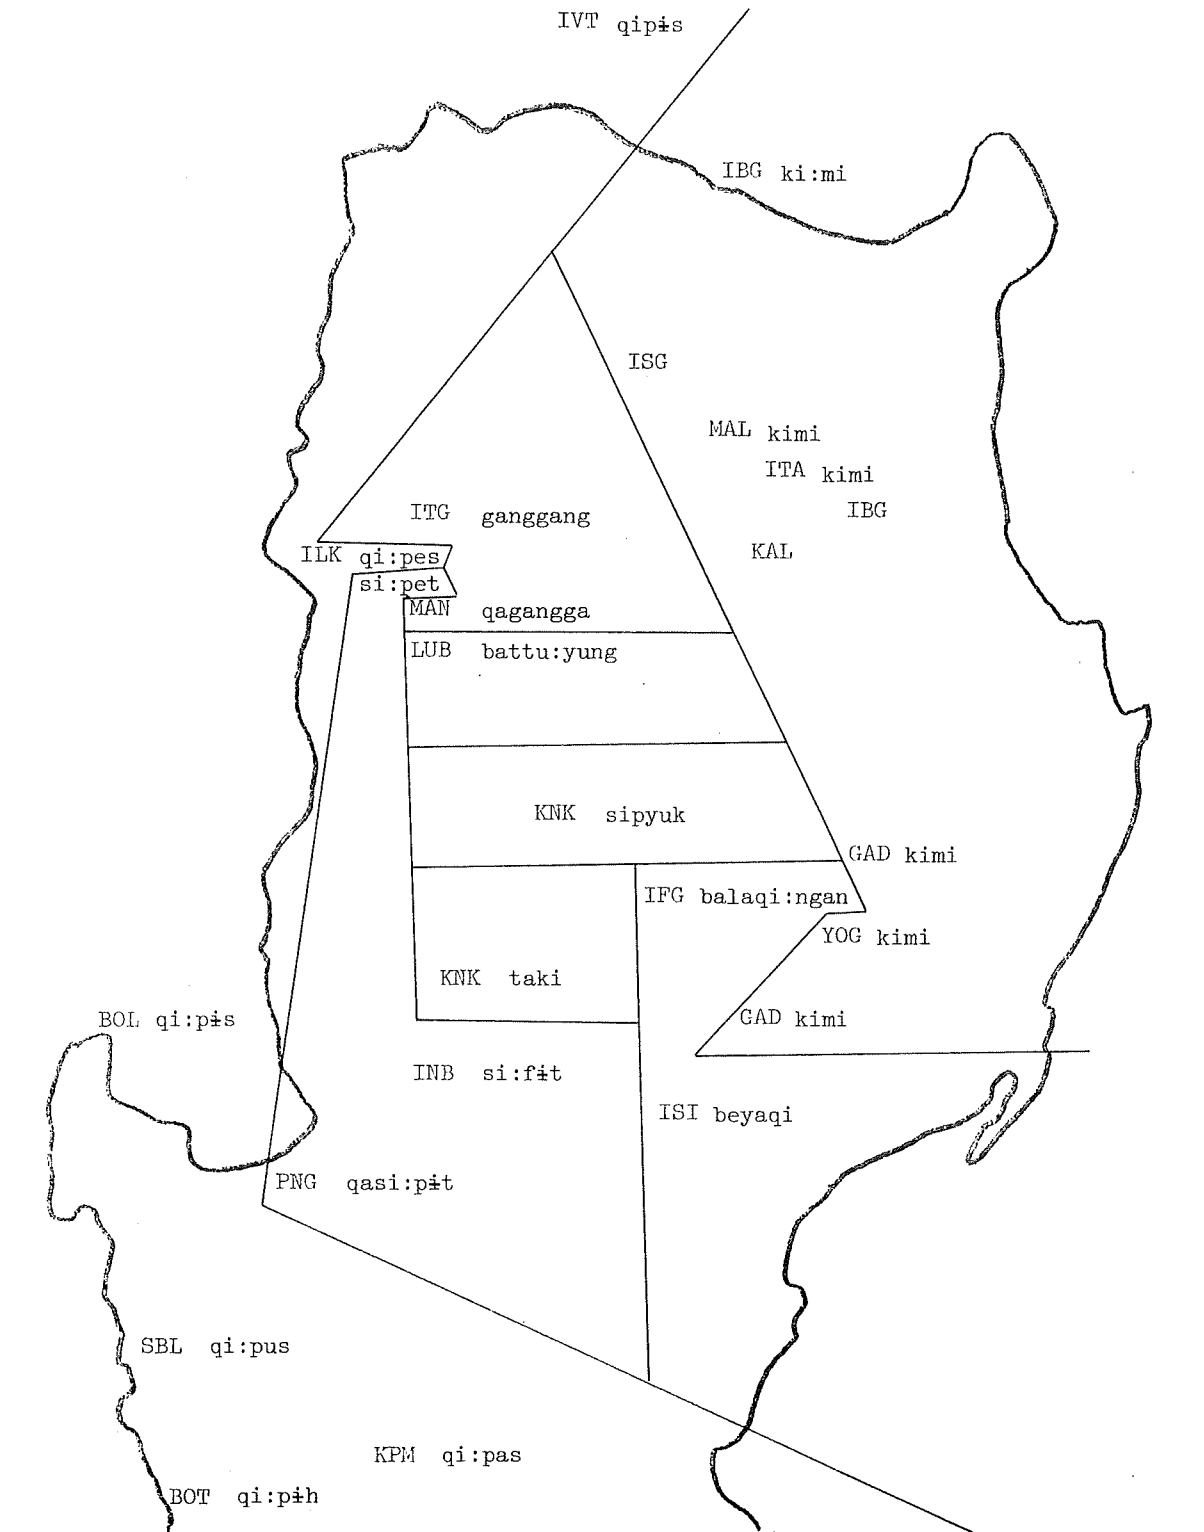 IVT qipɨs
IBG ki:mi
ISG
MAL kimi
ITA kimi
IBG
ITG ganggang
KAL
ILK qi:pes
si:pet
MAN qagangga
LUB battu:yung
KNK sipyuk
GAD kimi
IFG balaqi:ngan
YOG kimi
KNK taki
BOL qi:pɨs
GAD kimi
INB si:fɨt
ISI beyaqi
PNG qasi:pɨt
SBL qi:pus
KPM qi:pas
BOT qi:pɨh